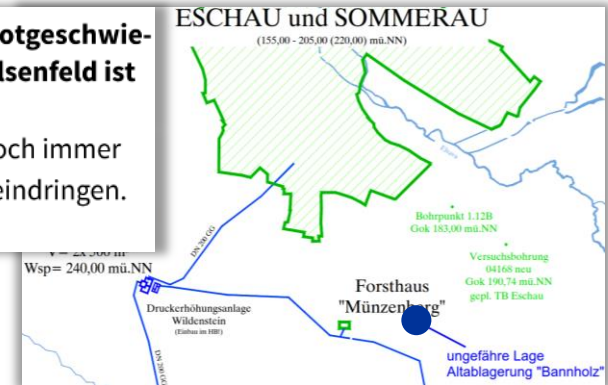 otgeschwie-
lsenfeld ist
och immer
eindringen.
ESCHAU und SOMMERAU
(155,00 - 205,00 (220,00) mü.NN)
Elsava
Bohrpunkt 1.12B
Gok 183,00 mü.NN
Versuchsbohrung
04168 neu
Gok 190,74 mü.NN
gepl. TB Eschau
DN 200 GG
Wsp= 240,00 mü.NN
Druckerhöhungsanlage
Wildenstein
(Einbau im HBf)
Forsthaus
"Münzenberg"
ungefähre Lage
Altablagerung "Bannholz"
DN 200 GG